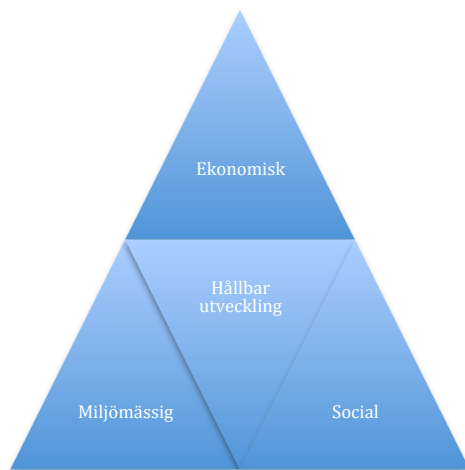 Ekonomisk
Hållbar
utveckling
Miljömässig
Social